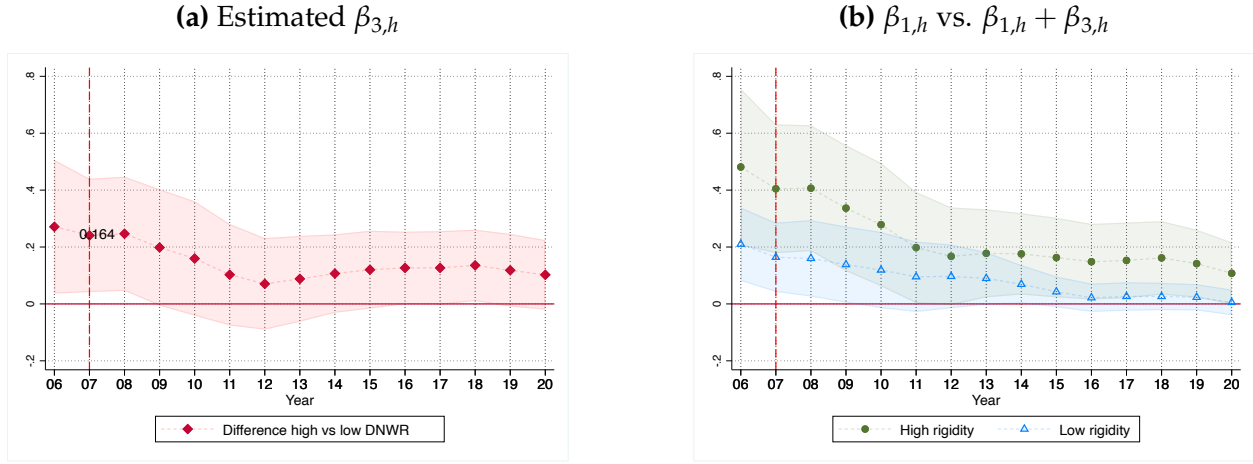 (a) Estimated β3,h
.8
.6
.4
.2
0
-.2
0.164
06 07 08 09 10 11 12 13 14 15 16 17 18 19 20
Year
Difference high vs low DNWR
(b) β1,h vs. β1,h + β3,h
.8
.6
.4
.2
0
-.2
06 07 08 09 10 11 12 13 14 15 16 17 18 19 20
Year
High rigidity Low rigidity